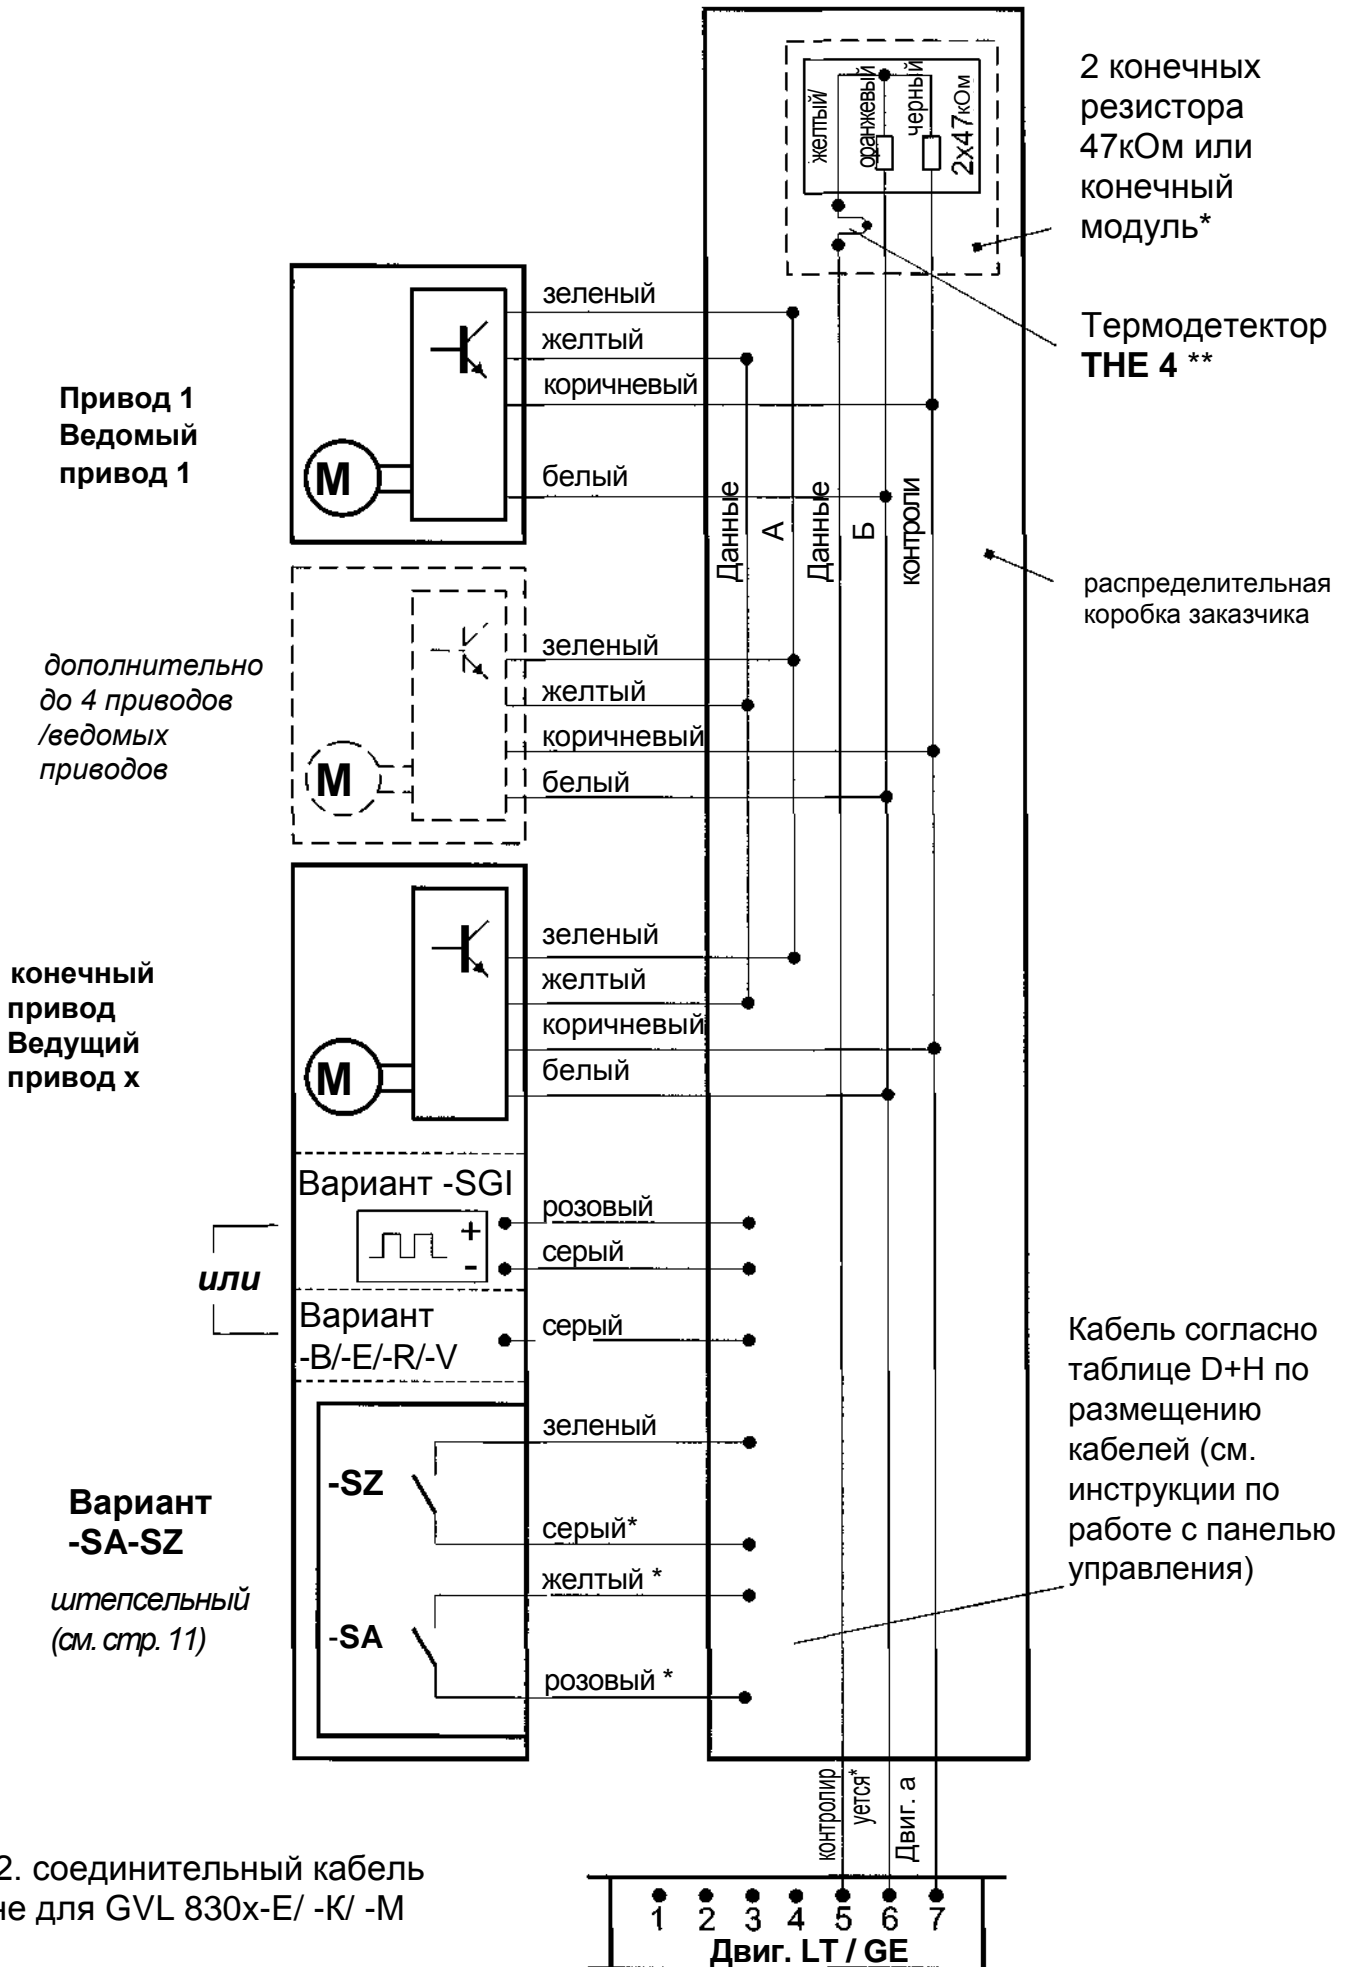 желтый/
оранжевый
черный
2x47кОм
2 конечных
резистора
47кОм или
конечный
модуль*
Термодетектор
THE 4 **
Привод 1
Ведомый
привод 1
M
зеленый
желтый
коричневый
белый
Данные
А
Данные
Б
контроли
распределительная
коробка заказчика
дополнительно
до 4 приводов
/ведомых
приводов
M
зеленый
желтый
коричневый
белый
конечный
привод
Ведущий
привод x
M
зеленый
желтый
коричневый
белый
Вариант -SGI
+
-
розовый
серый
или
Вариант
-B/-E/-R/-V
серый
Кабель согласно
таблице D+H по
размещению
кабелей (см.
инструкции по
работе с панелью
управления)
Вариант
-SA-SZ
штепсельный
(см. стр. 11)
-SZ
зеленый
серый*
-SA
желтый *
розовый *
контролир
уется*
Двиг. а
2. соединительный кабель
не для GVL 830x-E/ -К/ -М
1 2 3 4 5 6 7
Двиг. LT / GE